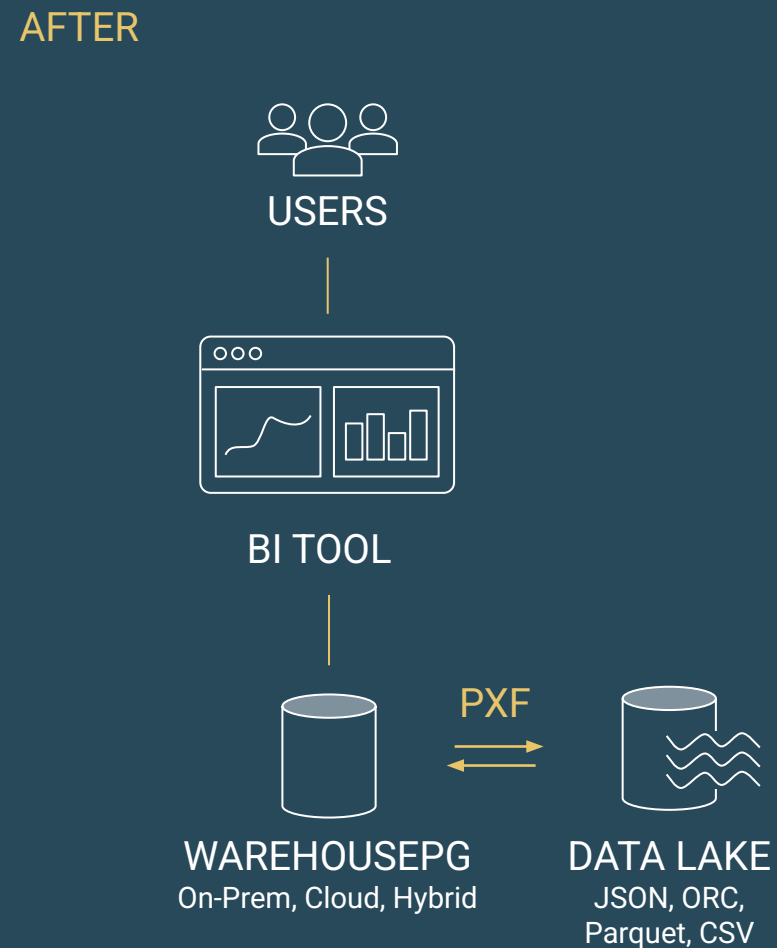 AFTER
USERS
BI TOOL
PXF
WAREHOUSEPG
On-Prem, Cloud, Hybrid
DATA LAKE
JSON, ORC,
Parquet, CSV